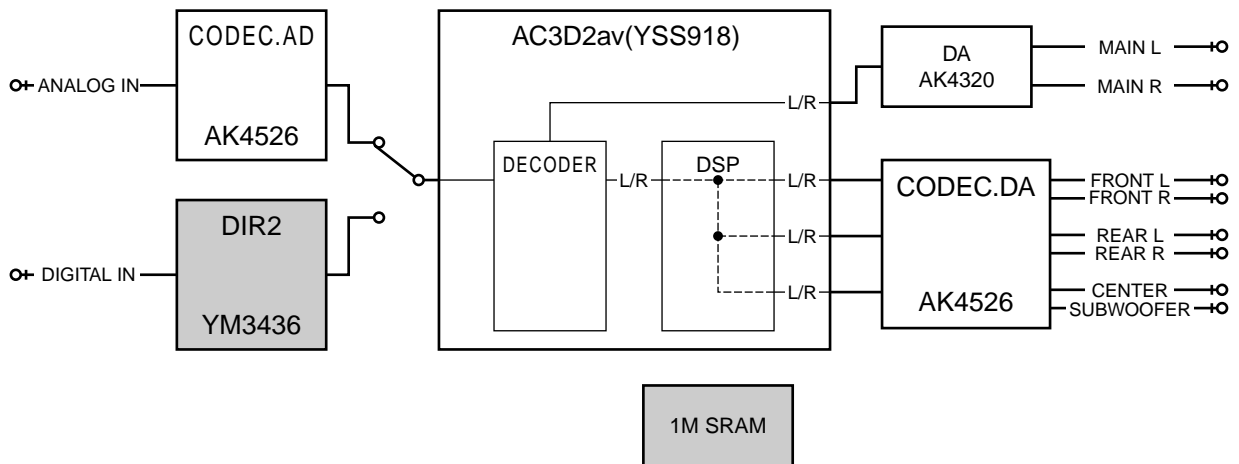 CODEC.AD
AK4526
ANALOG IN
DIR2
YM3436
DIGITAL IN
AC3D2av(YSS918)
DECODER
L/R
DSP
L/R
L/R
L/R
L/R
DA
AK4320
MAIN L
MAIN R
CODEC.DA
AK4526
FRONT L
FRONT R
REAR L
REAR R
CENTER
SUBWOOFER
1M SRAM